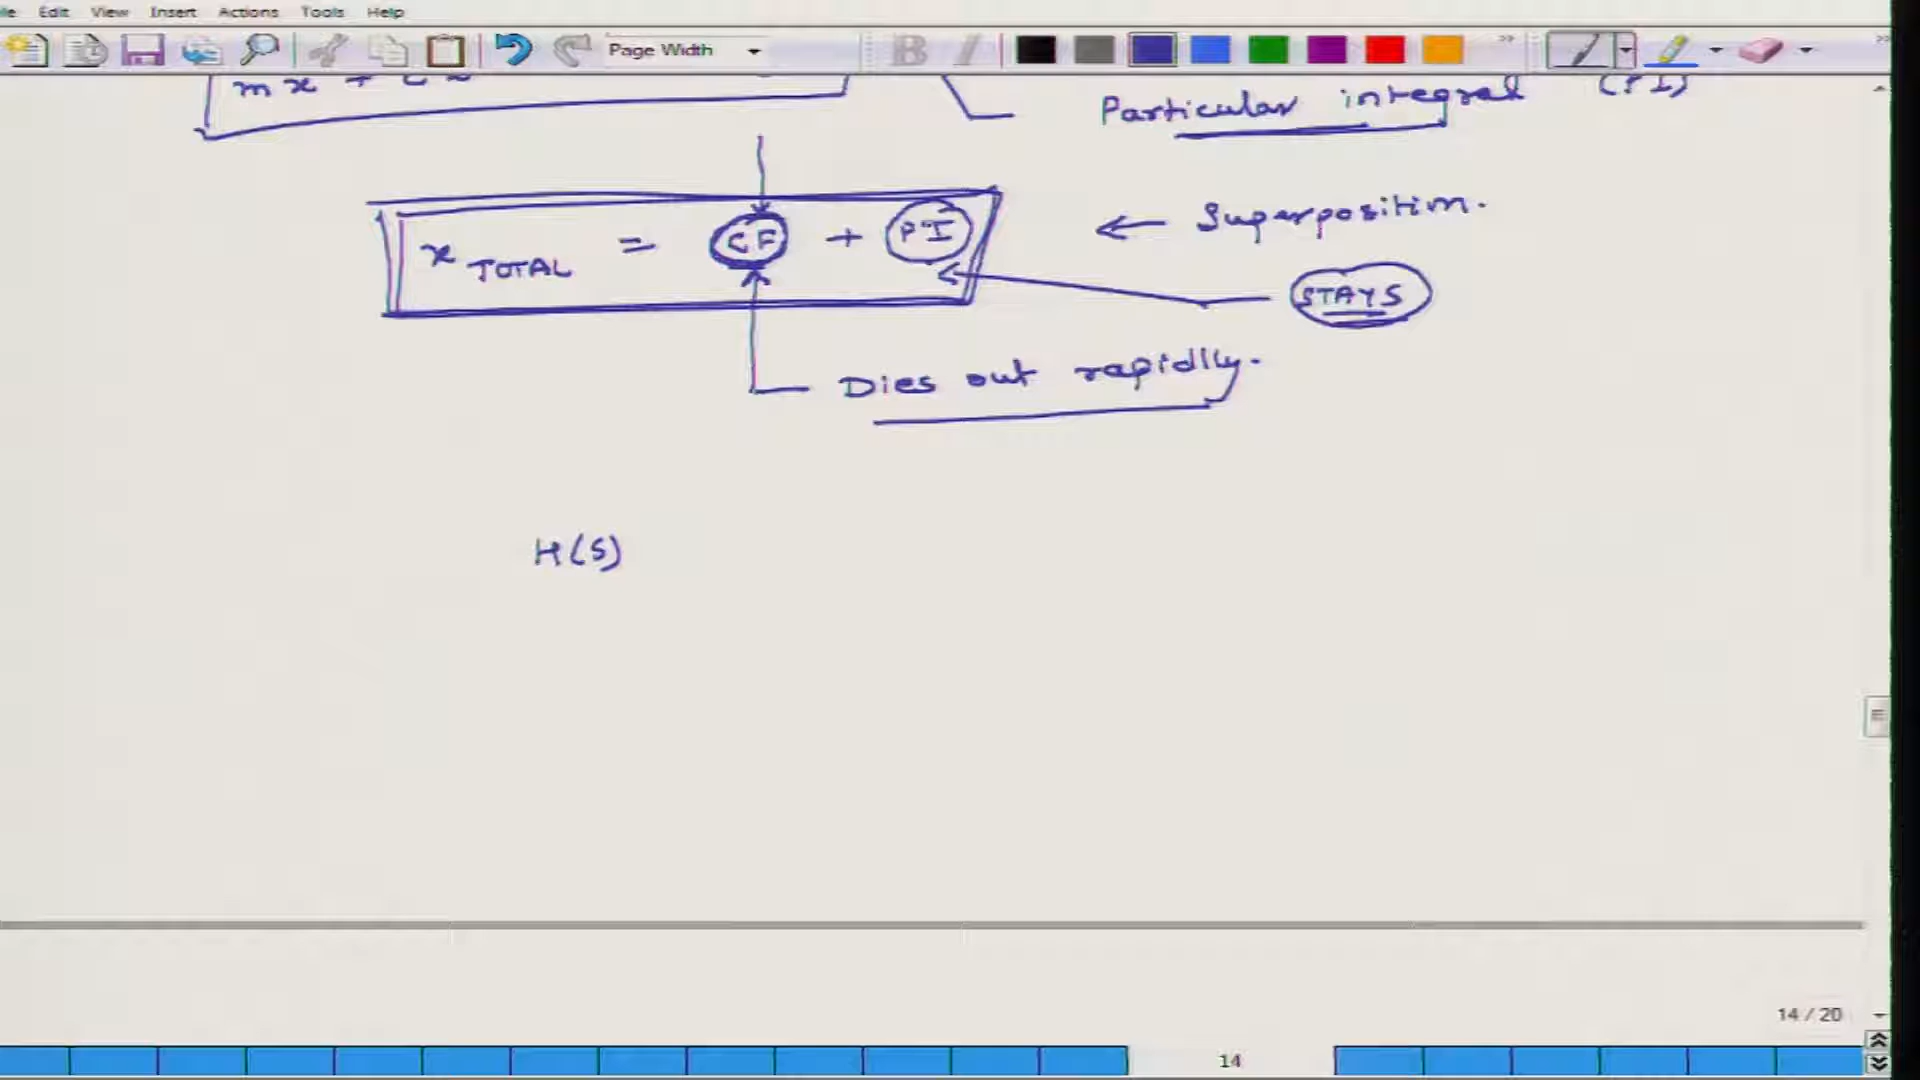 Edit View Insert Actions Tools Help
Page Width
Particular integral (PI)
x TOTAL = CF + PI
← Superposition.
STAYS
Dies out rapidly.
H(S)
14 / 20
14